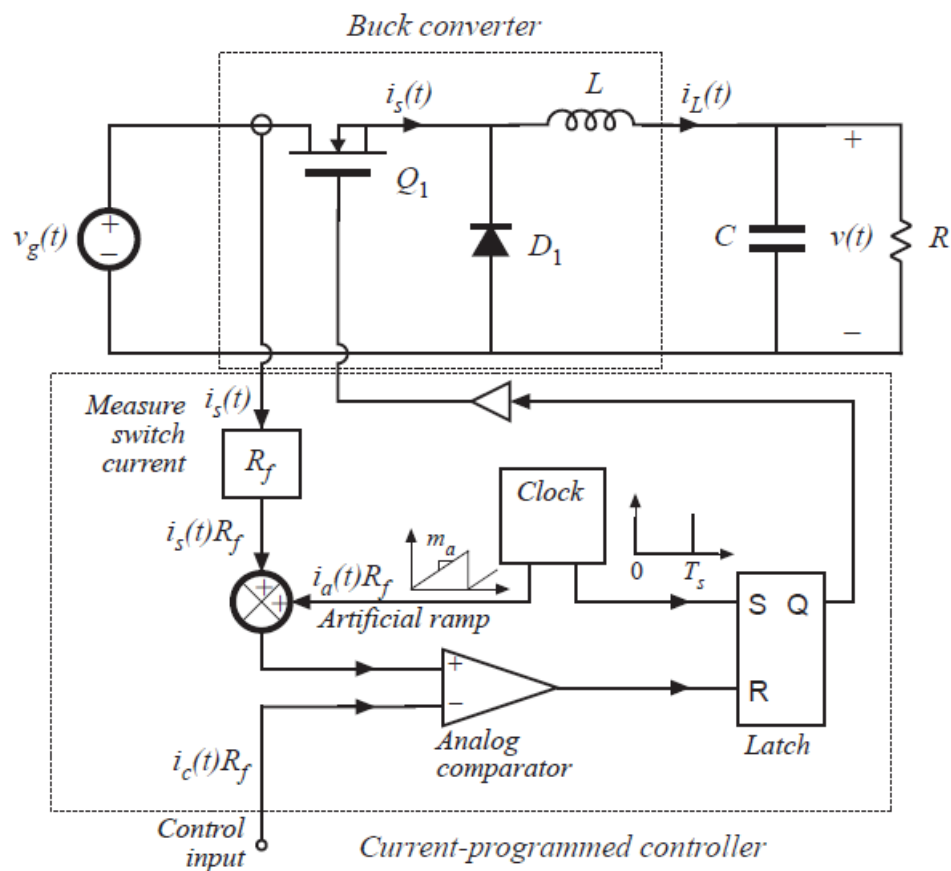 Buck converter
i_s(t)
L
i_L(t)
+
Q_1
v_g(t)
+
−
D_1
C
v(t)
R
−
Measure
switch
current
i_s(t)
R_f
Clock
i_s(t)R_f
m_a
0
T_s
i_a(t)R_f
+
+
Artificial ramp
S
Q
+
−
R
Analog
comparator
Latch
i_c(t)R_f
Control
input
Current-programmed controller